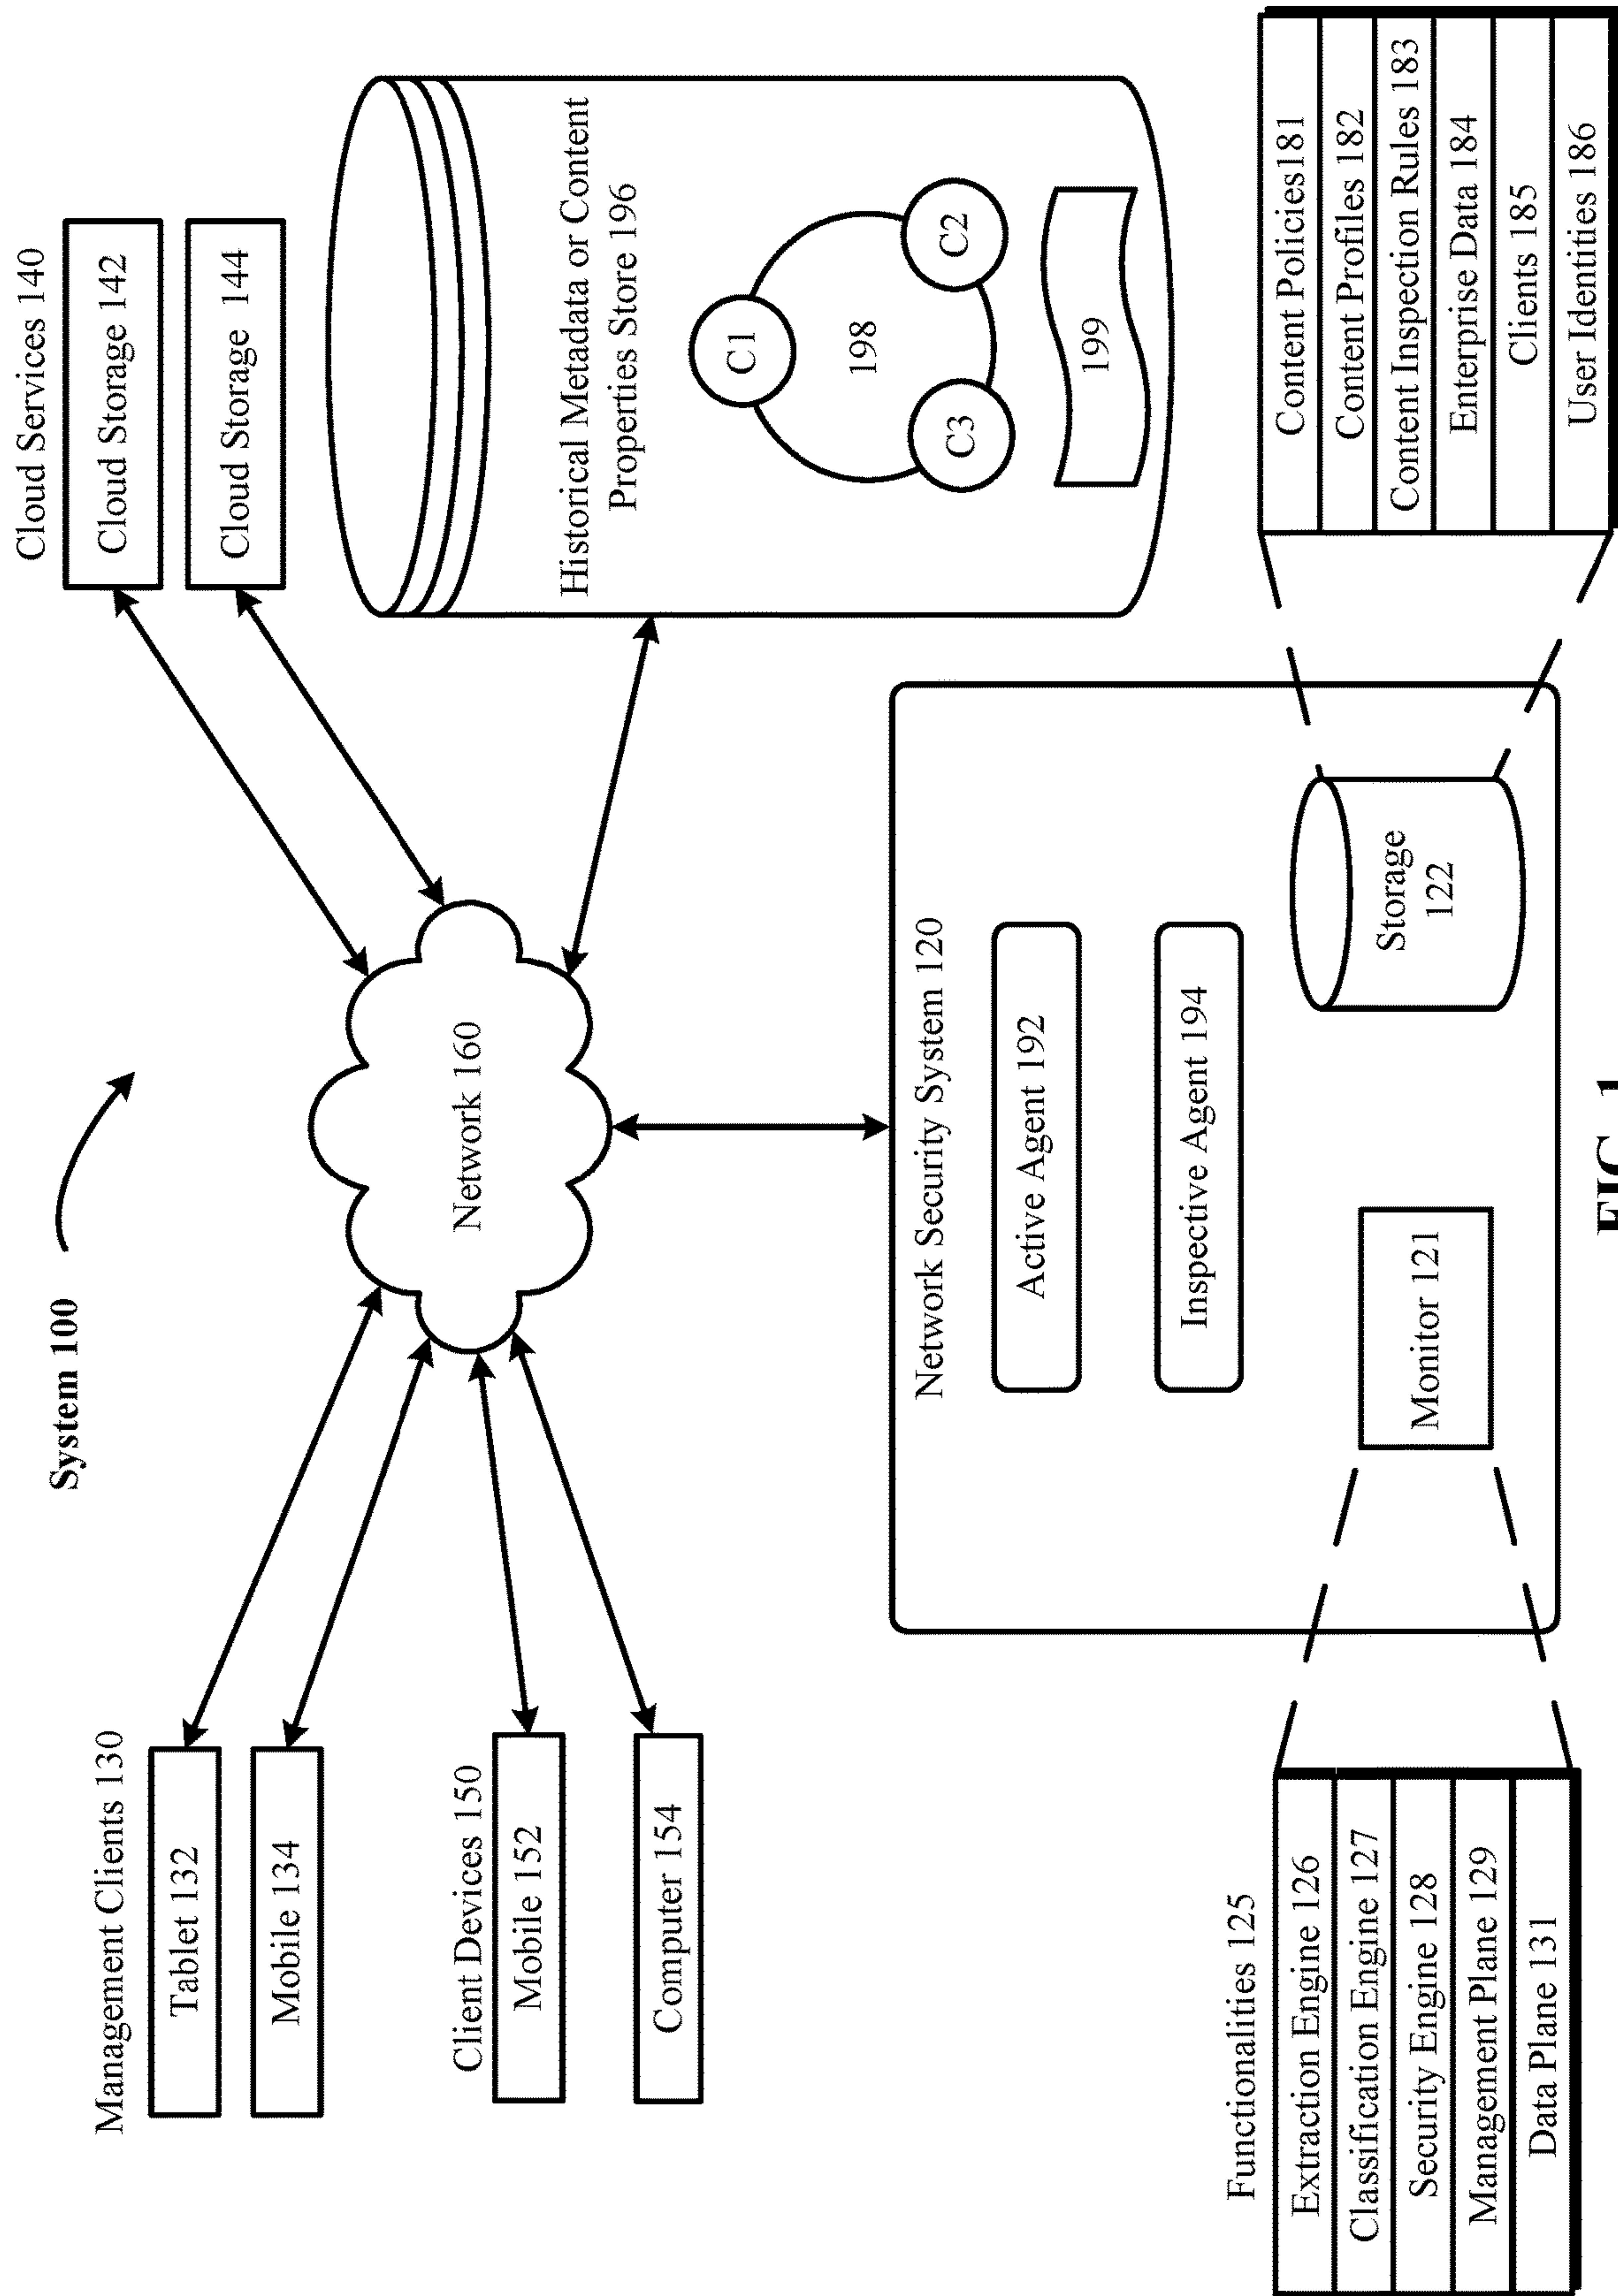 System 100
Management Clients 130
Tablet 132
Mobile 134
Client Devices 150
Mobile 152
Computer 154
Network 160
Cloud Services 140
Cloud Storage 142
Cloud Storage 144
Historical Metadata or Content
Properties Store 196
C1
198
C3
C2
199
Network Security System 120
Active Agent 192
Inspective Agent 194
Monitor 121
Storage
122
Functionalities 125
Extraction Engine 126
Classification Engine 127
Security Engine 128
Management Plane 129
Data Plane 131
Content Policies181
Content Profiles 182
Content Inspection Rules 183
Enterprise Data 184
Clients 185
User Identities 186
FIG. 1